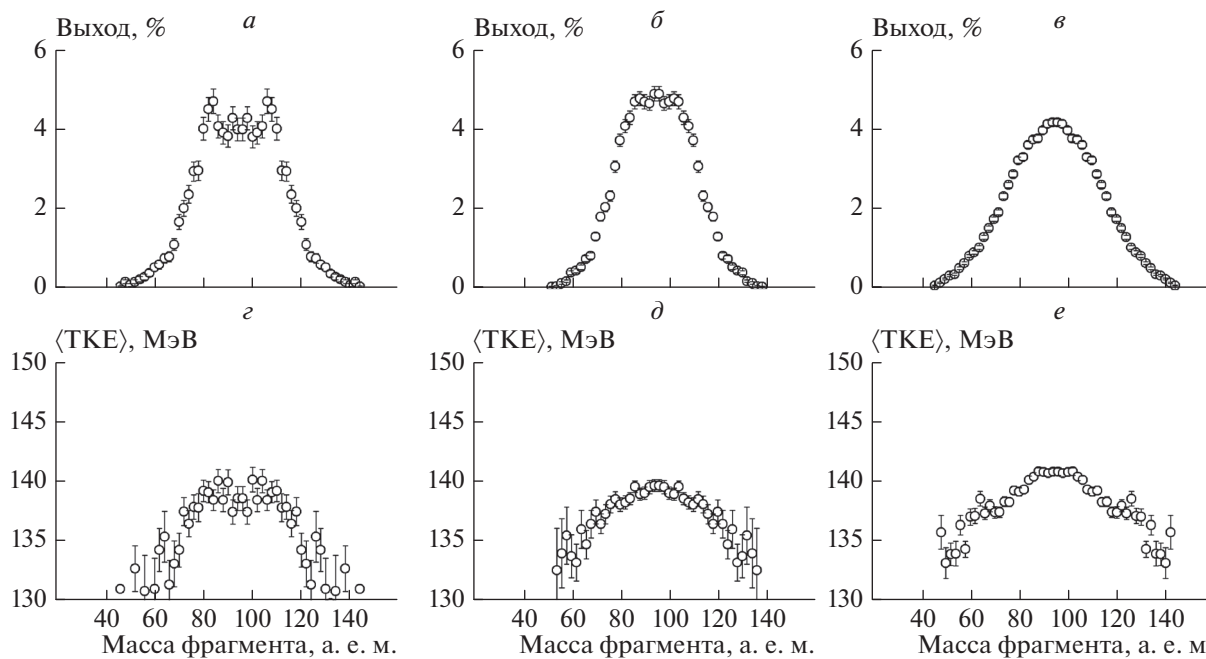 а
Выход, %
6
4
2
0
б
Выход, %
6
4
2
0
в
Выход, %
6
4
2
0
г
⟨TKE⟩, МэВ
150
145
140
135
130
40 60 80 100 120 140
Масса фрагмента, а. е. м.
д
⟨TKE⟩, МэВ
150
145
140
135
130
40 60 80 100 120 140
Масса фрагмента, а. е. м.
е
⟨TKE⟩, МэВ
150
145
140
135
130
40 60 80 100 120 140
Масса фрагмента, а. е. м.